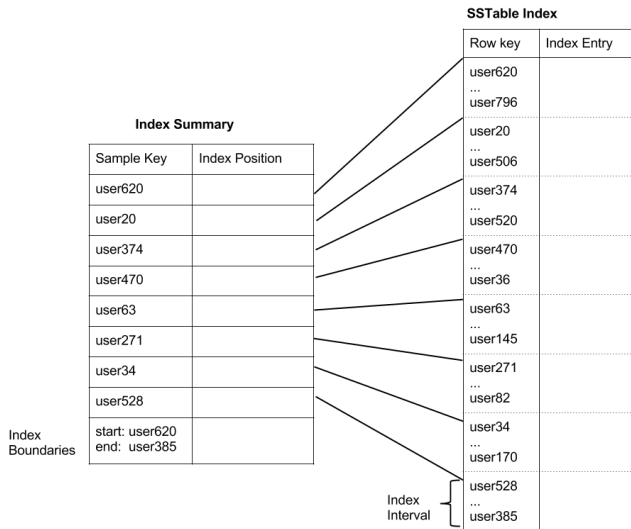 SSTable Index
Row key Index Entry
user620
...
user796
user20
...
user506
user374
...
user520
user470
...
user36
user63
...
user145
user271
...
user82
user34
...
user170
user528
...
user385
Index Summary
Sample Key Index Position
user620
user20
user374
user470
user63
user271
user34
user528
start: user620
end: user385
Index
Boundaries
Index
Interval